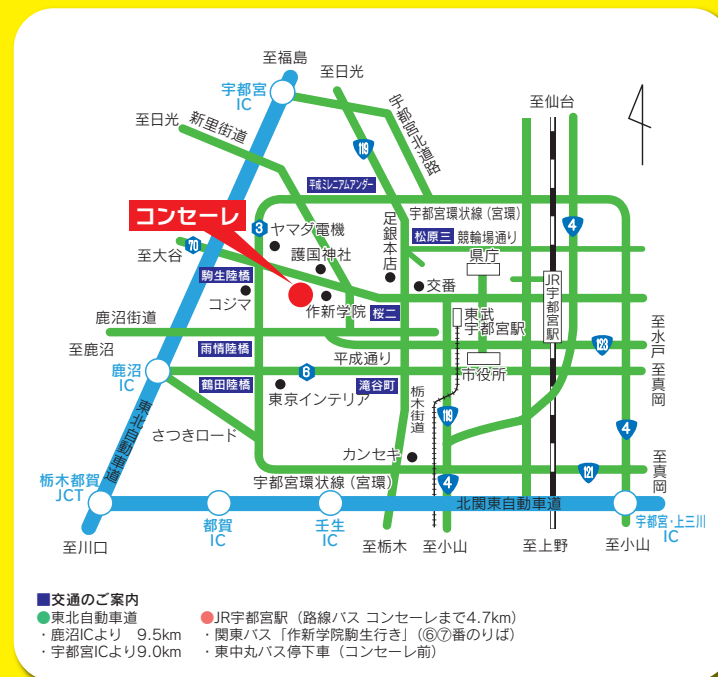 至福島
宇都宮
IC
至日光
至日光
新里街道
宇都宮北道路
至仙台
119
平成ミレニアムアンダー
コンセーレ
3
ヤマダ電機
宇都宮環状線(宮環)
松原三
競輪場通り
4
至大谷
70
護国神社
足銀本店
県庁
駒生陸橋
コジマ
作新学院
桜二
交番
JR宇都宮駅
鹿沼街道
東武
宇都宮駅
至水戸
至鹿沼
雨情陸橋
平成通り
123
鹿沼
IC
6
市役所
至真岡
鶴田陸橋
東京インテリア
滝谷町
栃木街道
119
4
東北自動車道
さつきロード
カンセキ
至真岡
栃木都賀
JCT
宇都宮環状線(宮環)
4
121
北関東自動車道
都賀
IC
壬生
IC
宇都宮・上三川
IC
至川口
至栃木
至小山
至上野
至小山
■交通のご案内
●東北自動車道
・鹿沼ICより 9.5km
・宇都宮ICより9.0km
●JR宇都宮駅(路線バス コンセーレまで4.7km)
・関東バス「作新学院駒生行き」(⑥⑦番のりば)
・東中丸バス停下車(コンセーレ前)